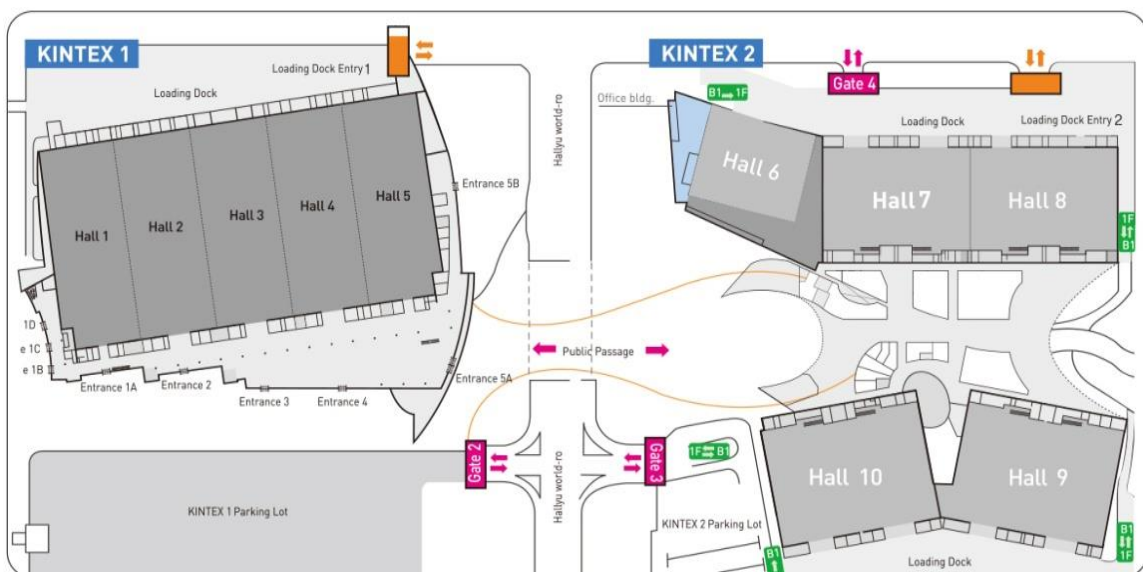 KINTEX 1
Loading Dock Entry 1
Loading Dock
Hall 1
Hall 2
Hall 3
Hall 4
Hall 5
Entrance 5B
1D
e 1C
e 1B
Entrance 1A
Entrance 2
Entrance 3
Entrance 4
Entrance 5A
Hallyu world-ro
Public Passage
KINTEX 2
Gate 4
B1 1F
Office bldg.
Loading Dock
Loading Dock Entry 2
Hall 6
Hall 7
Hall 8
1F
B1
Gate 2
Gate 3
Hallyu world-ro
KINTEX 1 Parking Lot
1F B1
KINTEX 2 Parking Lot
B1
Hall 10
Hall 9
B1
1F
Loading Dock